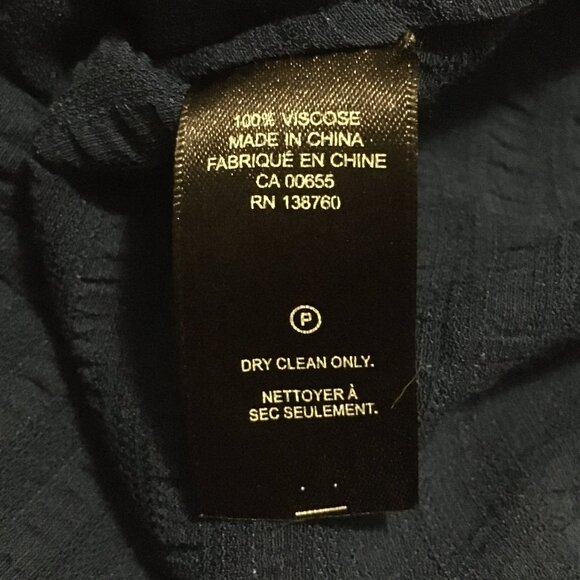 100% VISCOSE
MADE IN CHINA
FABRIQUÉ EN CHINE
CA 00655
RN 138760
P
DRY CLEAN ONLY.
NETTOYER À
SEC SEULEMENT.